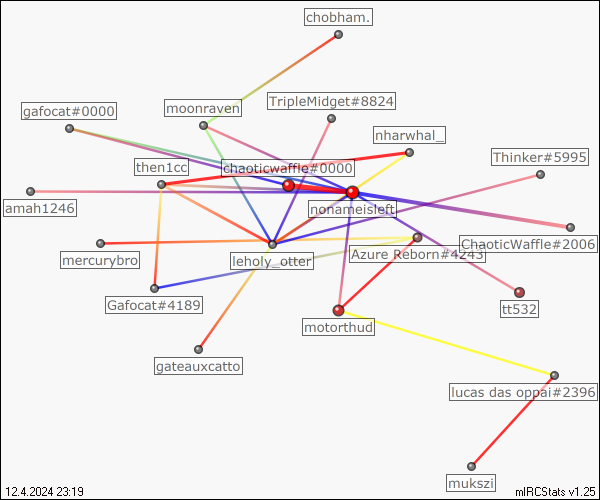 chobham.
TripleMidget#8824
gafocat#0000
moonraven
nharwhal_
Thinker#5995
then1cc
chaoticwaffle#0000
amah1246
nonameisleft
ChaoticWaffle#2006
mercurybro
leholy_otter
Azure Reborn#4243
Gafocat#4189
tt532
motorthud
gateauxcatto
lucas das oppai#2396
mukszi
12.4.2024 23:19
mIRCStats v1.25